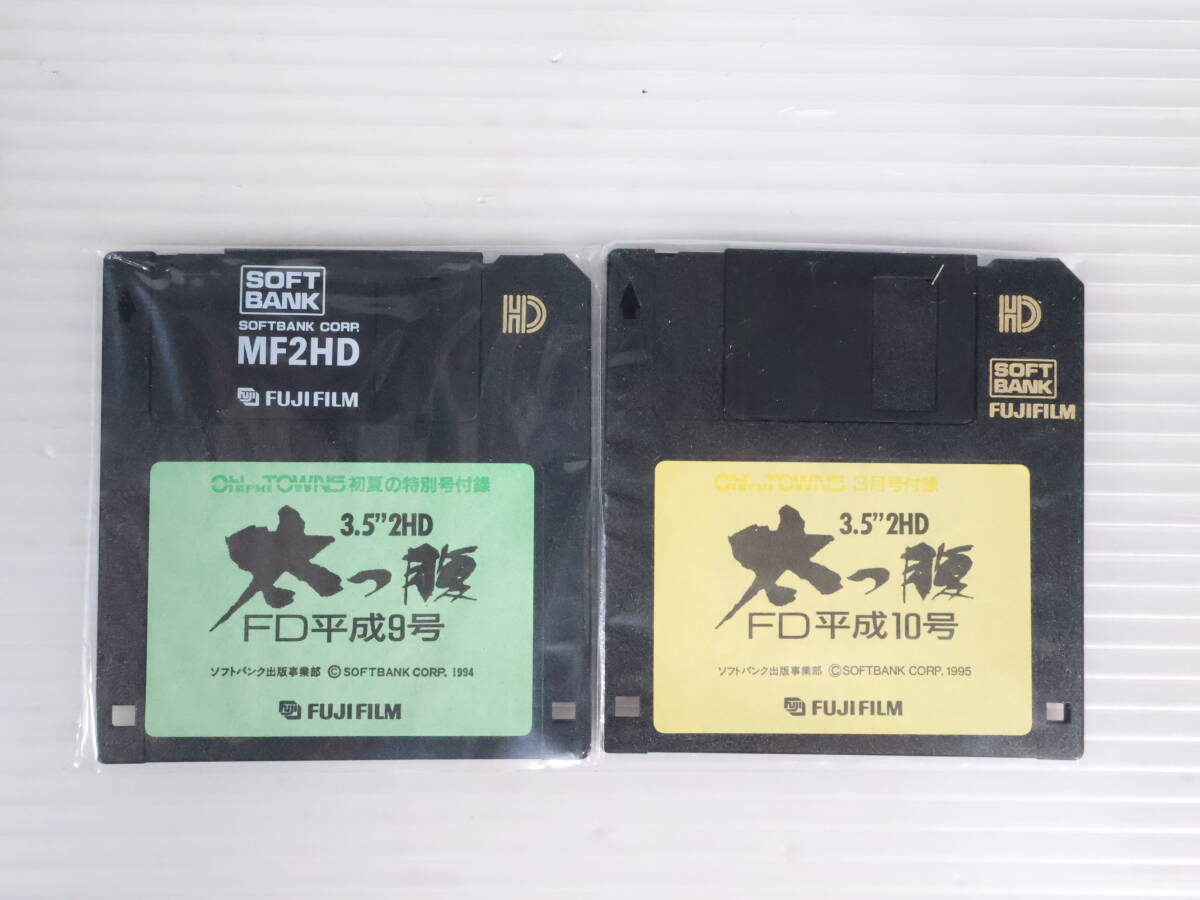 SOFT
BANK
SOFTBANK CORP.
MF2HD
FUJI FUJIFILM
HD
Oh! TOWNS 初夏の特別号付録
3.5"2HD
太っ腹
FD平成9号
ソフトバンク出版事業部 ©SOFTBANK CORP. 1994
FUJI FUJIFILM
HD
SOFT
BANK
FUJIFILM
Oh! TOWNS 3月号付録
3.5"2HD
太っ腹
FD平成10号
ソフトバンク出版事業部 ©SOFTBANK CORP. 1995
FUJI FUJIFILM